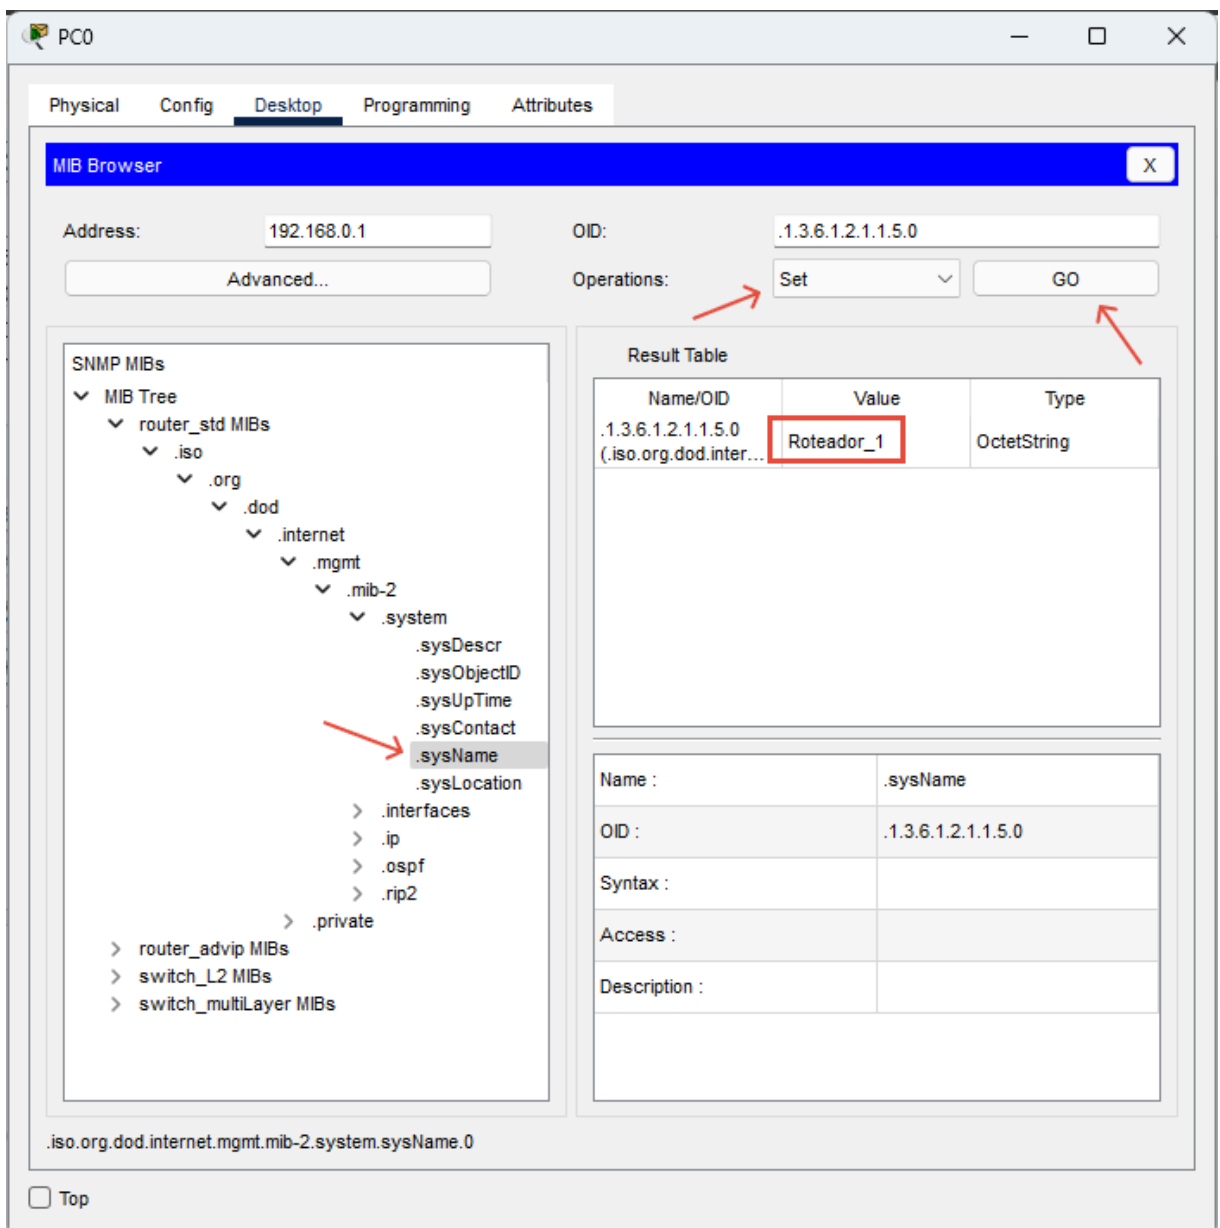 PC0
Physical Config Desktop Programming Attributes
MIB Browser X
Address: 192.168.0.1 OID: .1.3.6.1.2.1.1.5.0
Advanced... Operations: Set GO
SNMP MIBs
MIB Tree
router_std MIBs
.iso
.org
.dod
.internet
.mgmt
.mib-2
.system
.sysDescr
.sysObjectID
.sysUpTime
.sysContact
.sysName
.sysLocation
.interfaces
.ip
.ospf
.rip2
.private
router_advip MIBs
switch_L2 MIBs
switch_multiLayer MIBs
Result Table
Name/OID Value Type
.1.3.6.1.2.1.1.5.0
(.iso.org.dod.inter... Roteador_1 OctetString
Name : .sysName
OID : .1.3.6.1.2.1.1.5.0
Syntax :
Access :
Description :
.iso.org.dod.internet.mgmt.mib-2.system.sysName.0
Top